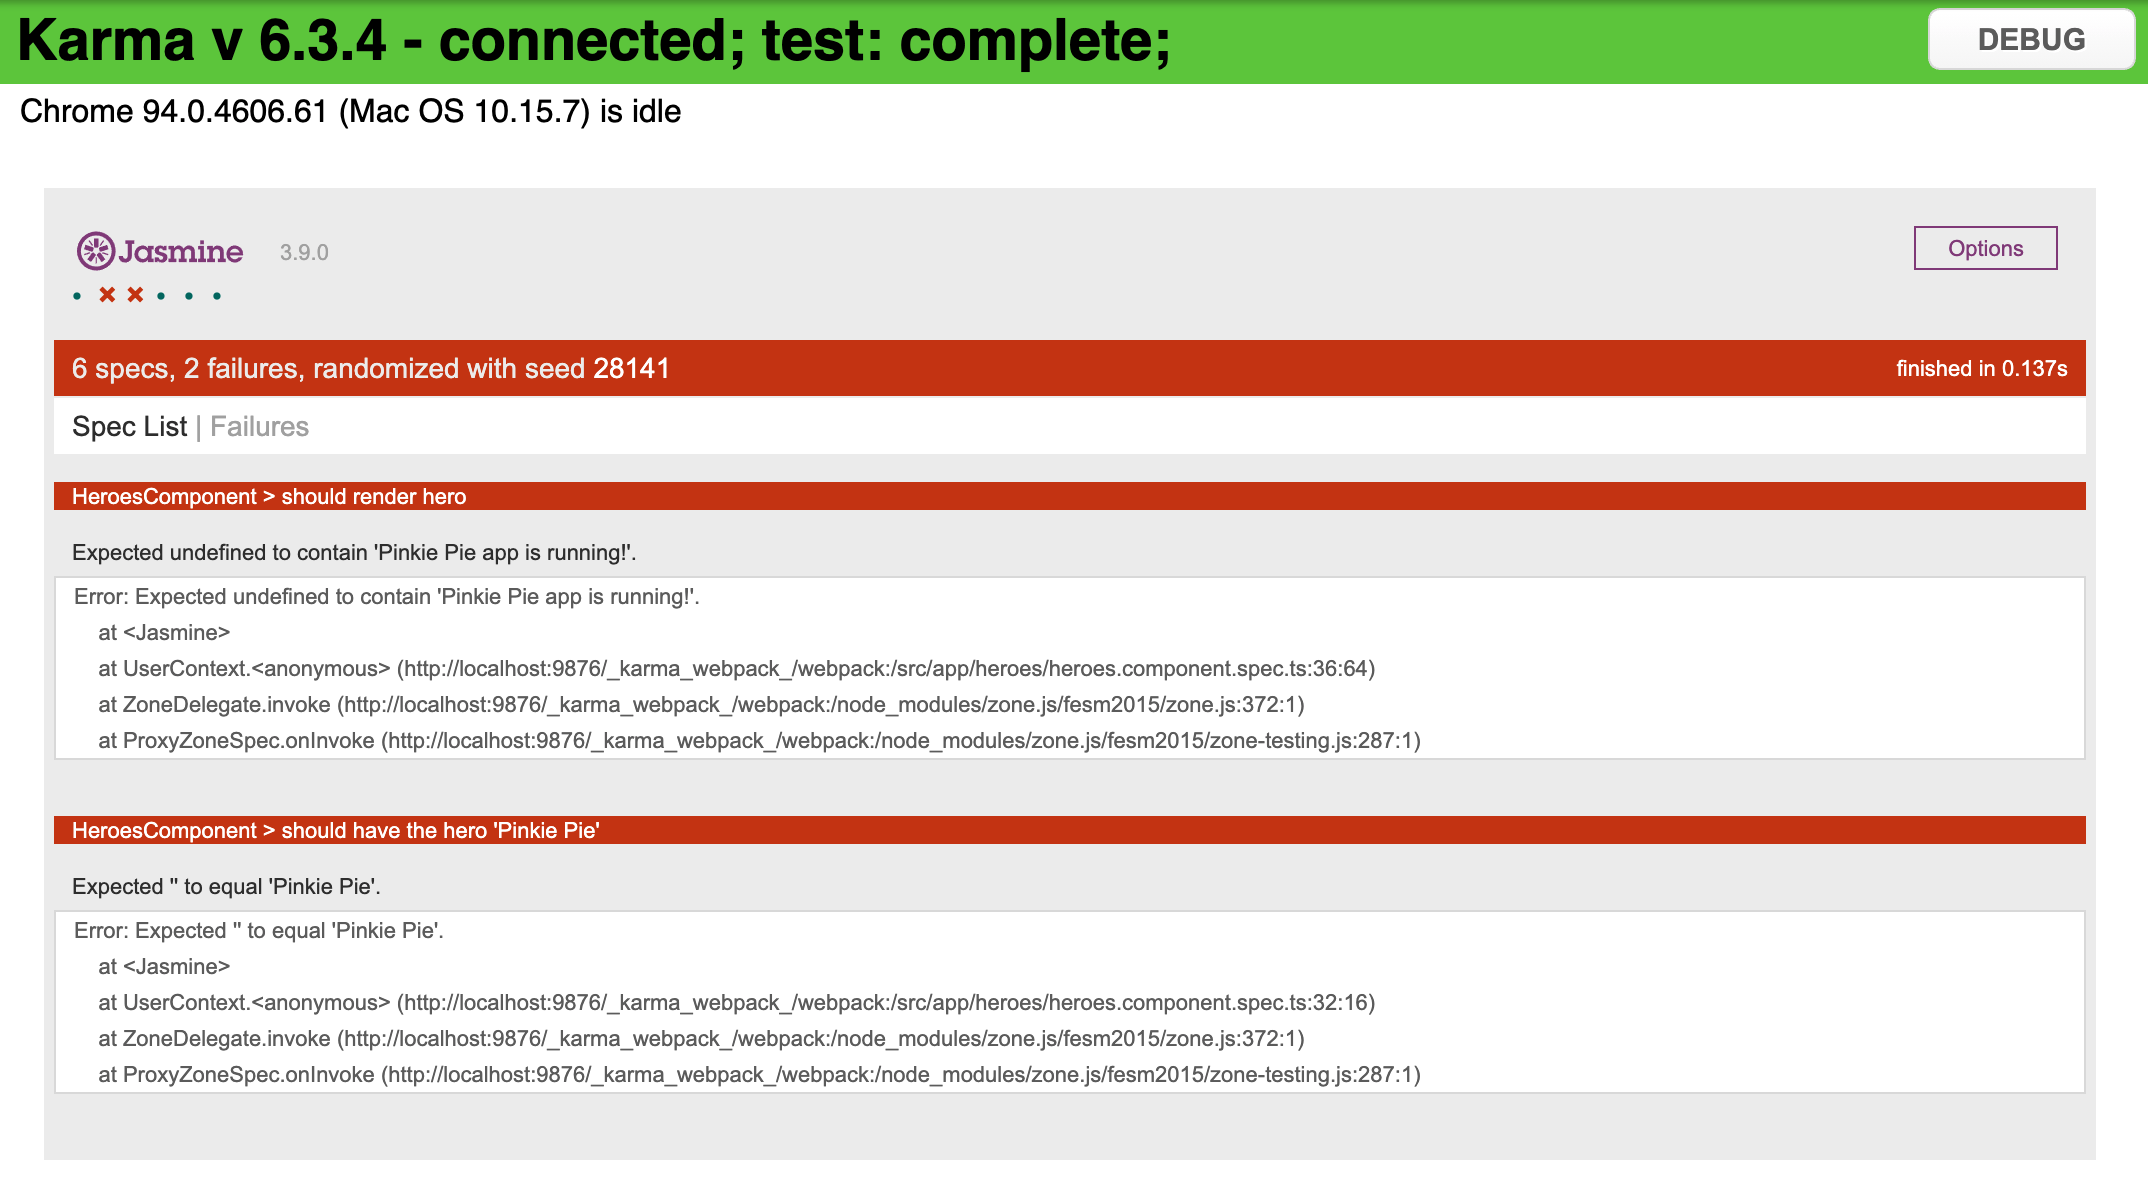 Karma v 6.3.4 - connected; test: complete;
DEBUG
Chrome 94.0.4606.61 (Mac OS 10.15.7) is idle
Jasmine 3.9.0
Options
6 specs, 2 failures, randomized with seed 28141
finished in 0.137s
Spec List | Failures
HeroesComponent > should render hero
Expected undefined to contain 'Pinkie Pie app is running!'.
Error: Expected undefined to contain 'Pinkie Pie app is running!'.
at <Jasmine>
at UserContext.<anonymous> (http://localhost:9876/_karma_webpack_/webpack:/src/app/heroes/heroes.component.spec.ts:36:64)
at ZoneDelegate.invoke (http://localhost:9876/_karma_webpack_/webpack:/node_modules/zone.js/fesm2015/zone.js:372:1)
at ProxyZoneSpec.onInvoke (http://localhost:9876/_karma_webpack_/webpack:/node_modules/zone.js/fesm2015/zone-testing.js:287:1)
HeroesComponent > should have the hero 'Pinkie Pie'
Expected '' to equal 'Pinkie Pie'.
Error: Expected '' to equal 'Pinkie Pie'.
at <Jasmine>
at UserContext.<anonymous> (http://localhost:9876/_karma_webpack_/webpack:/src/app/heroes/heroes.component.spec.ts:32:16)
at ZoneDelegate.invoke (http://localhost:9876/_karma_webpack_/webpack:/node_modules/zone.js/fesm2015/zone.js:372:1)
at ProxyZoneSpec.onInvoke (http://localhost:9876/_karma_webpack_/webpack:/node_modules/zone.js/fesm2015/zone-testing.js:287:1)